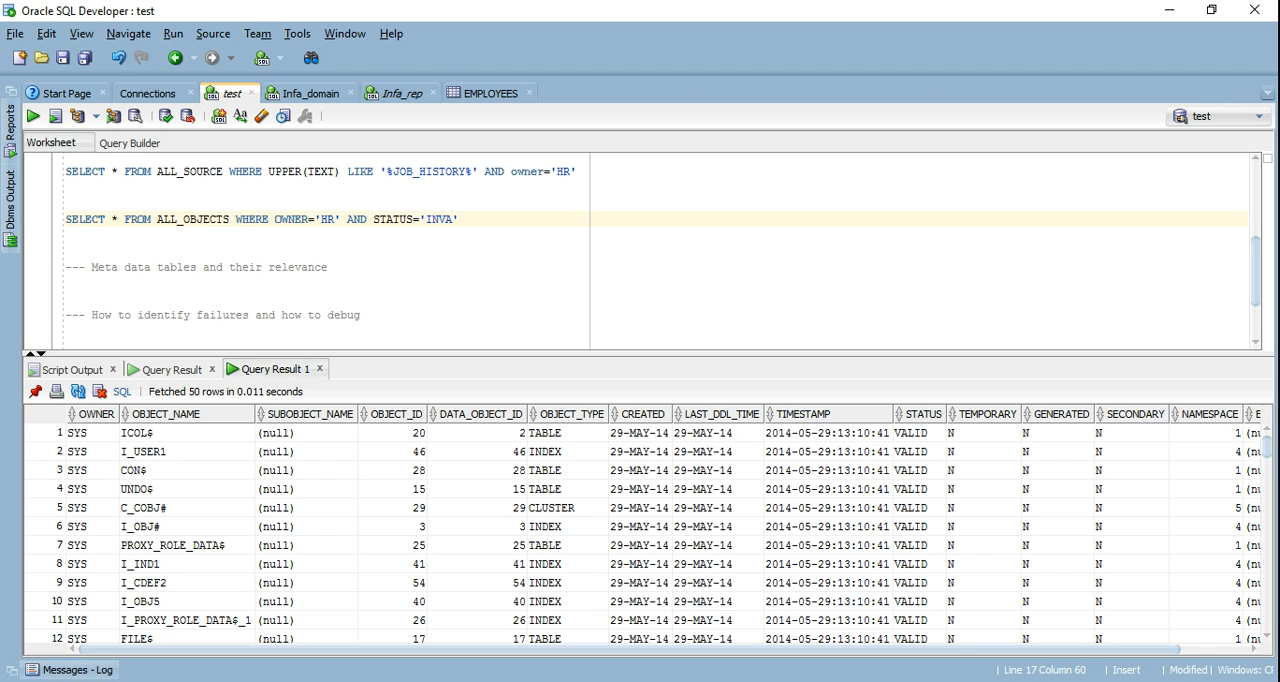 Oracle SQL Developer : test
File Edit View Navigate Run Source Team Tools Window Help
Start Page Connections test Infa_domain Infa_rep EMPLOYEES
test
Worksheet Query Builder
Reports
Dbms Output
SELECT * FROM ALL_SOURCE WHERE UPPER(TEXT) LIKE '%JOB_HISTORY%' AND owner='HR'
SELECT * FROM ALL_OBJECTS WHERE OWNER='HR' AND STATUS='INVA'
--- Meta data tables and their relevance
--- How to identify failures and how to debug
Script Output Query Result Query Result 1
SQL Fetched 50 rows in 0.011 seconds
OWNER OBJECT_NAME SUBOBJECT_NAME OBJECT_ID DATA_OBJECT_ID OBJECT_TYPE CREATED LAST_DDL_TIME TIMESTAMP STATUS TEMPORARY GENERATED SECONDARY NAMESPACE E
1 SYS ICOL$ (null) 20 2 TABLE 29-MAY-14 29-MAY-14 2014-05-29:13:10:41 VALID N N N 1 (nu
2 SYS I_USER1 (null) 46 46 INDEX 29-MAY-14 29-MAY-14 2014-05-29:13:10:41 VALID N N N 4 (nu
3 SYS CON$ (null) 28 28 TABLE 29-MAY-14 29-MAY-14 2014-05-29:13:10:41 VALID N N N 1 (nu
4 SYS UNDO$ (null) 15 15 TABLE 29-MAY-14 29-MAY-14 2014-05-29:13:10:41 VALID N N N 1 (nu
5 SYS C_COBJ# (null) 29 29 CLUSTER 29-MAY-14 29-MAY-14 2014-05-29:13:10:41 VALID N N N 5 (nu
6 SYS I_OBJ# (null) 3 3 INDEX 29-MAY-14 29-MAY-14 2014-05-29:13:10:41 VALID N N N 4 (nu
7 SYS PROXY_ROLE_DATA$ (null) 25 25 TABLE 29-MAY-14 29-MAY-14 2014-05-29:13:10:41 VALID N N N 1 (nu
8 SYS I_IND1 (null) 41 41 INDEX 29-MAY-14 29-MAY-14 2014-05-29:13:10:41 VALID N N N 4 (nu
9 SYS I_CDEF2 (null) 54 54 INDEX 29-MAY-14 29-MAY-14 2014-05-29:13:10:41 VALID N N N 4 (nu
10 SYS I_OBJ5 (null) 40 40 INDEX 29-MAY-14 29-MAY-14 2014-05-29:13:10:41 VALID N N N 4 (nu
11 SYS I_PROXY_ROLE_DATA$_1 (null) 26 26 INDEX 29-MAY-14 29-MAY-14 2014-05-29:13:10:41 VALID N N N 4 (nu
12 SYS FILE$ (null) 17 17 TABLE 29-MAY-14 29-MAY-14 2014-05-29:13:10:41 VALID N N N 1 (nu
Messages - Log
Line 17 Column 60 Insert Modified Windows: CF